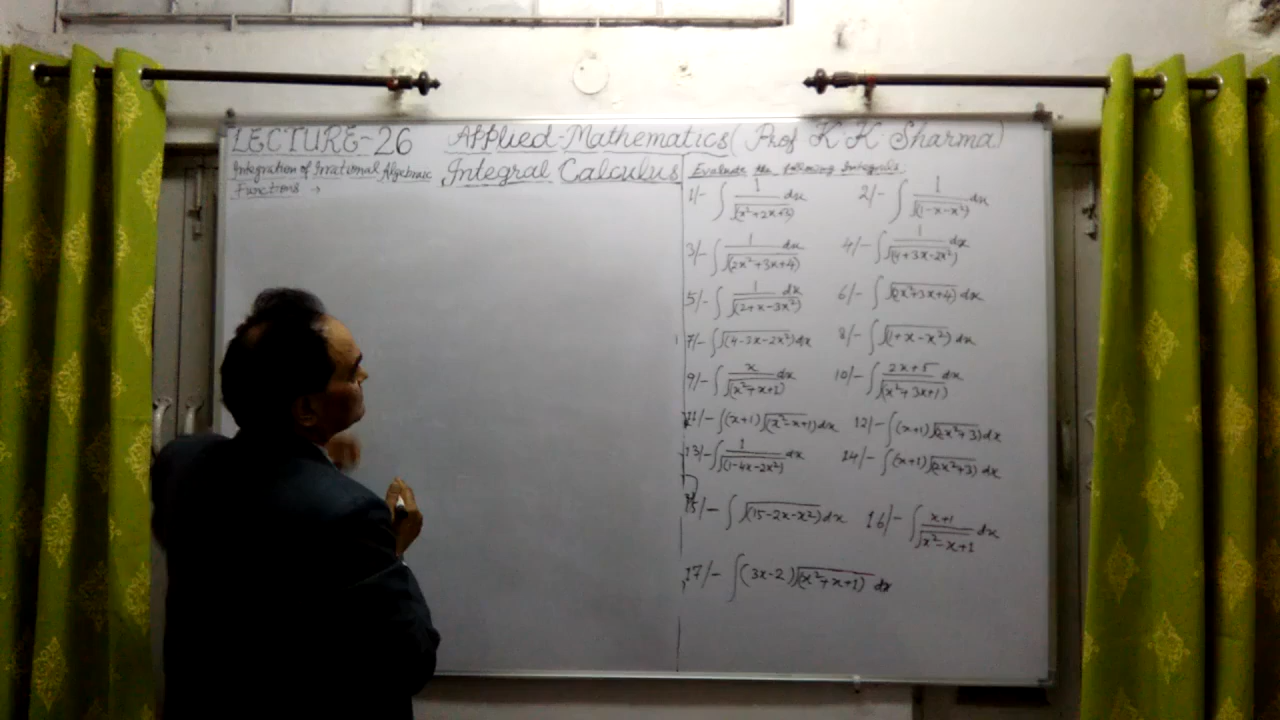 LECTURE-26 Applied-Mathematics ( Prof K K Sharma)
Integration of Irrational Algebraic
Functions →
Integral Calculus
Evaluate the following Integrals:
1/- ∫ 1/√(x²+2x+3) dx 2/- ∫ 1/√(1-x-x²) dx
3/- ∫ 1/√(2x²+3x+4) dx 4/- ∫ 1/√(4+3x-2x²) dx
5/- ∫ 1/√(2+x-3x²) dx 6/- ∫ √(2x²+3x+4) dx
7/- ∫ √(4-3x-2x²) dx 8/- ∫ √(1+x-x²) dx
9/- ∫ x/√(x²+x+1) dx 10/- ∫ (2x+5)/√(x²+3x+1) dx
11/- ∫ (x+1)√(x²-x+1) dx 12/- ∫ (x+1)√(2x²+3) dx
13/- ∫ 1/√(1-4x-2x²) dx 14/- ∫ (x+1)√(2x²+3) dx
15/- ∫ √(15-2x-x²) dx 16/- ∫ (x+1)/√(x²-x+1) dx
17/- ∫ (3x-2)√(x²+x+1) dx